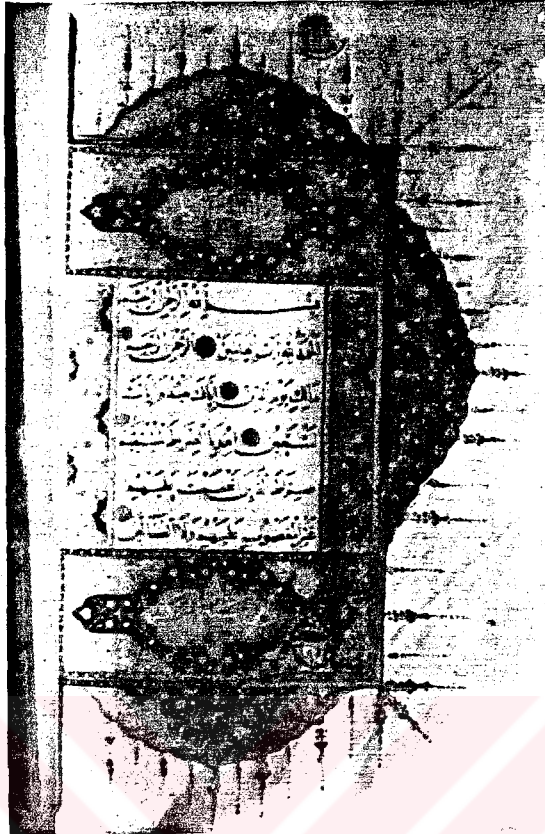 بسم الله الرحمن الرحيم
الحمد لله رب العالمين الرحمن الرحيم
مالك يوم الدين إياك نعبد وإياك
نستعين اهدنا الصراط المستقيم
صراط الذين أنعمت عليهم
غير المغضوب عليهم ولا الضالين